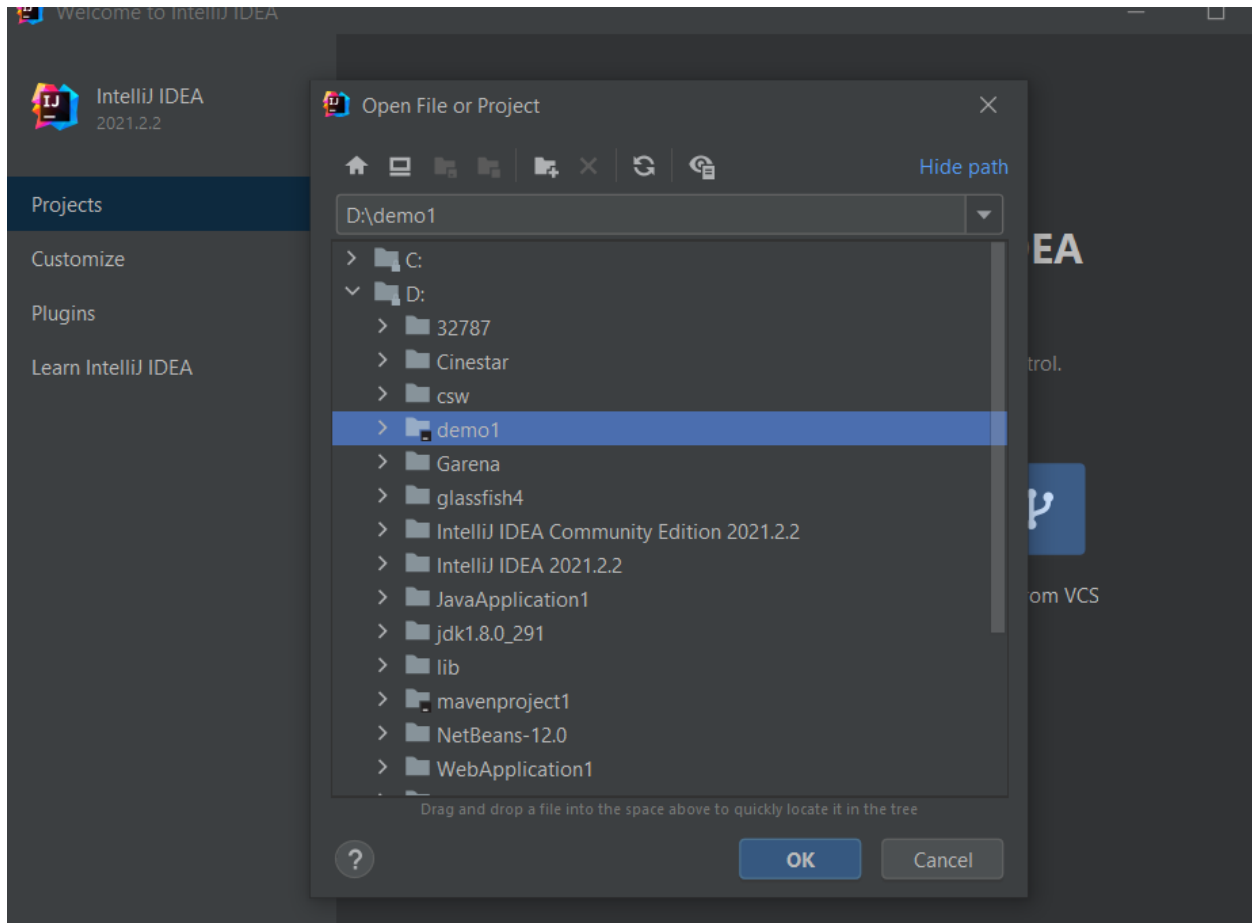 Welcome to IntelliJ IDEA
IntelliJ IDEA
2021.2.2
Projects
Customize
Plugins
Learn IntelliJ IDEA
Open File or Project
Hide path
D:\demo1
C:
D:
32787
Cinestar
csw
demo1
Garena
glassfish4
IntelliJ IDEA Community Edition 2021.2.2
IntelliJ IDEA 2021.2.2
JavaApplication1
jdk1.8.0_291
lib
mavenproject1
NetBeans-12.0
WebApplication1
Drag and drop a file into the space above to quickly locate it in the tree
?
OK
Cancel
EA
trol.
om VCS